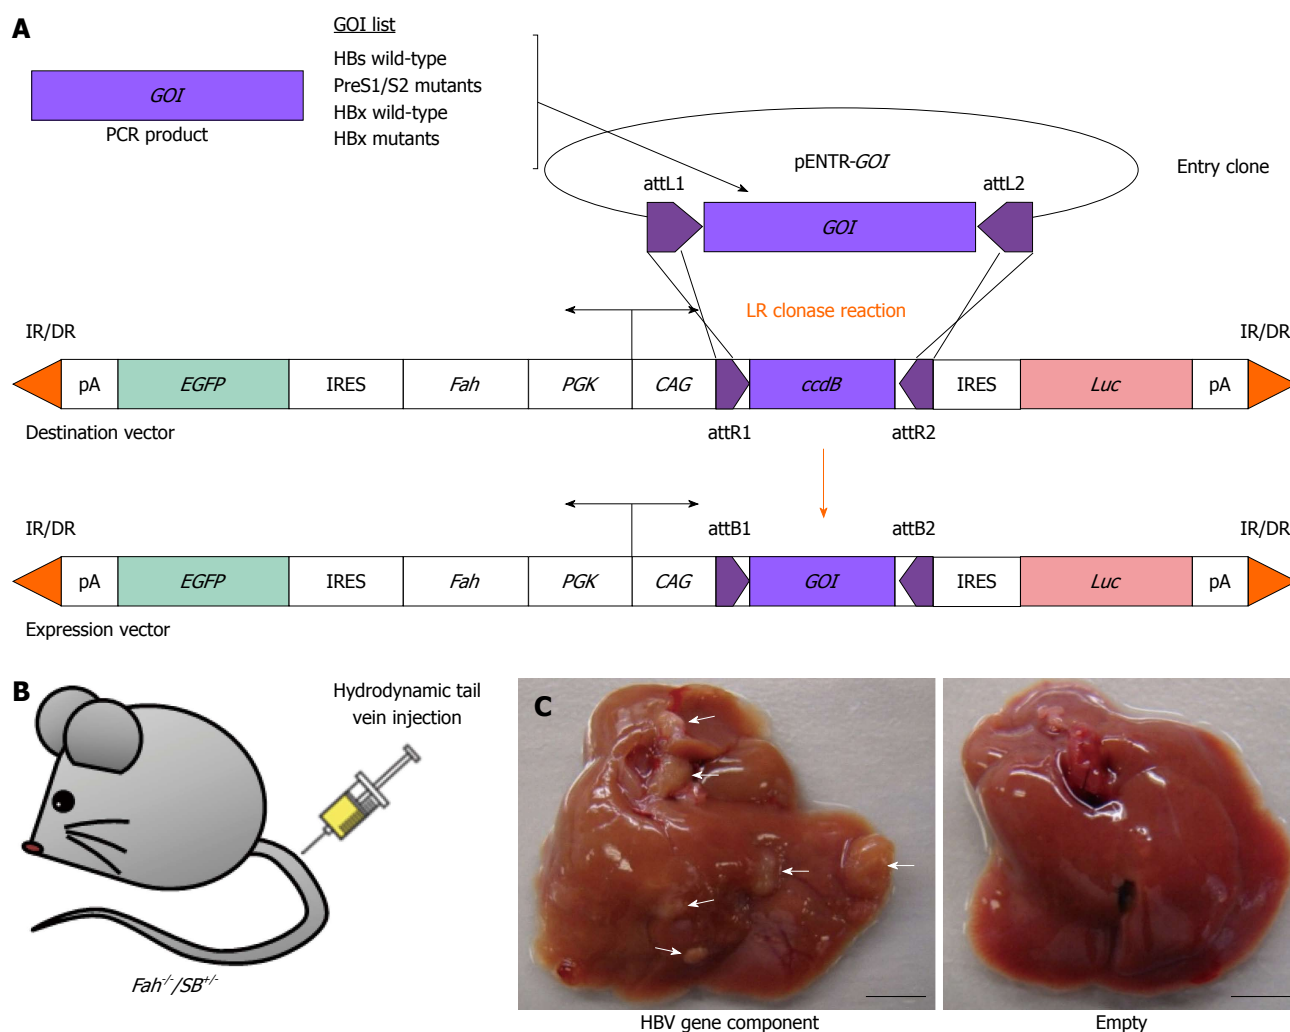 A
GOI list
HBs wild-type
PreS1/S2 mutants
HBx wild-type
HBx mutants
GOI
PCR product
pENTR-GOI
Entry clone
attL1
attL2
GOI
LR clonase reaction
IR/DR
IR/DR
pA
EGFP
IRES
Fah
PGK
CAG
ccdB
IRES
Luc
pA
Destination vector
attR1
attR2
IR/DR
attB1
attB2
IR/DR
pA
EGFP
IRES
Fah
PGK
CAG
GOI
IRES
Luc
pA
Expression vector
B
Hydrodynamic tail
vein injection
Fah-/-/SB+/-
C
HBV gene component
Empty